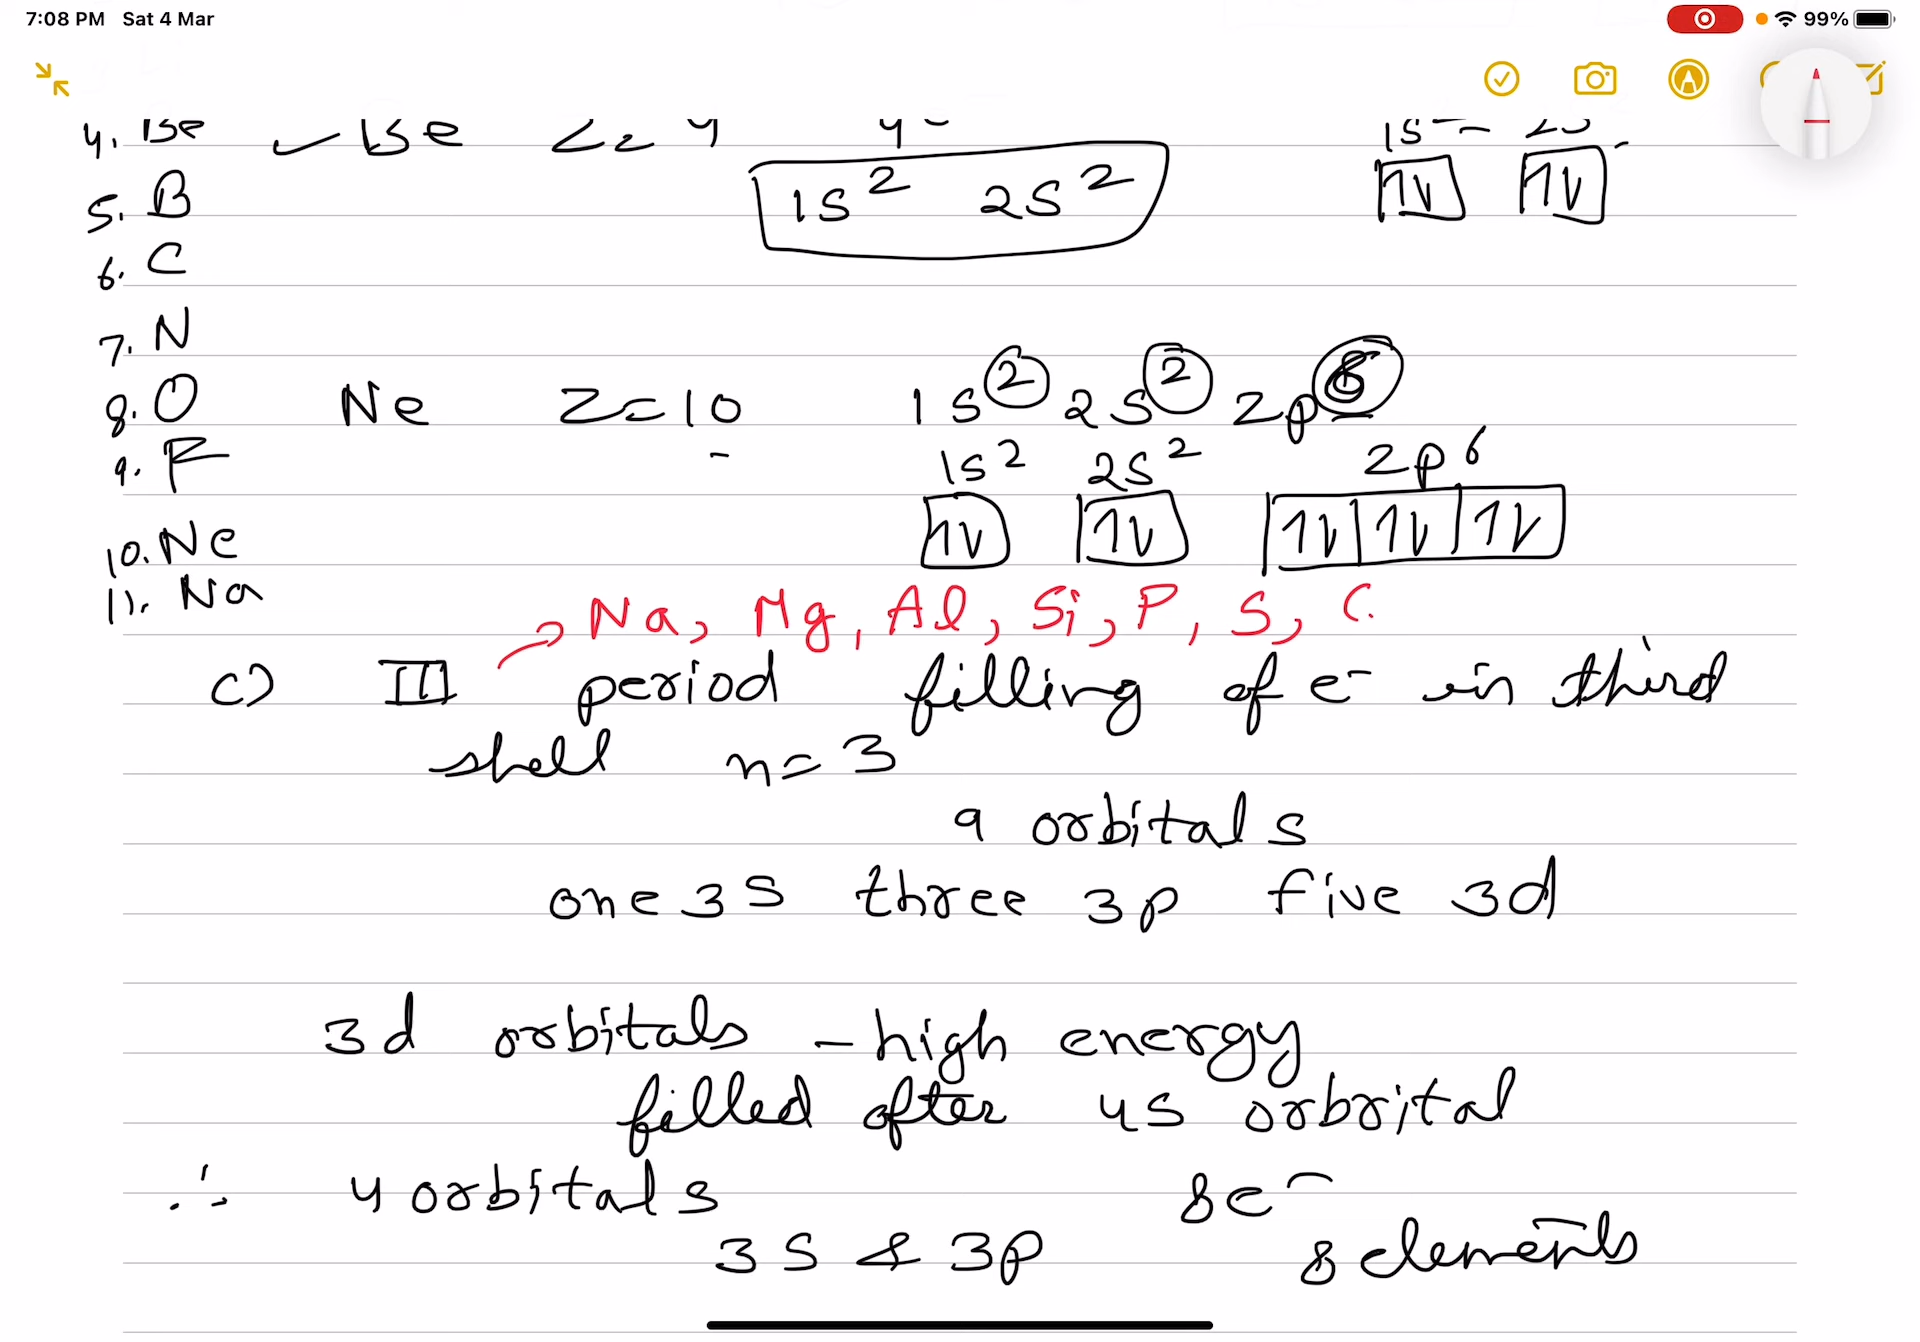 7:08 PM Sat 4 Mar 99%
4. Be Be Z= 4
1s² 2s²
5. B
6. C
7. N
8. O Ne Z=10 1s² 2s² 2p⁶
9. F 1s² 2s² 2p⁶
10. Ne
11. Na
Na, Mg, Al, Si, P, S, C
c) III period filling of e⁻ in third
shell n=3
9 orbitals
one 3s three 3p five 3d
3d orbitals – high energy
filled after 4s orbrital
∴ 4 orbitals 8e⁻
3s & 3p 8 elements